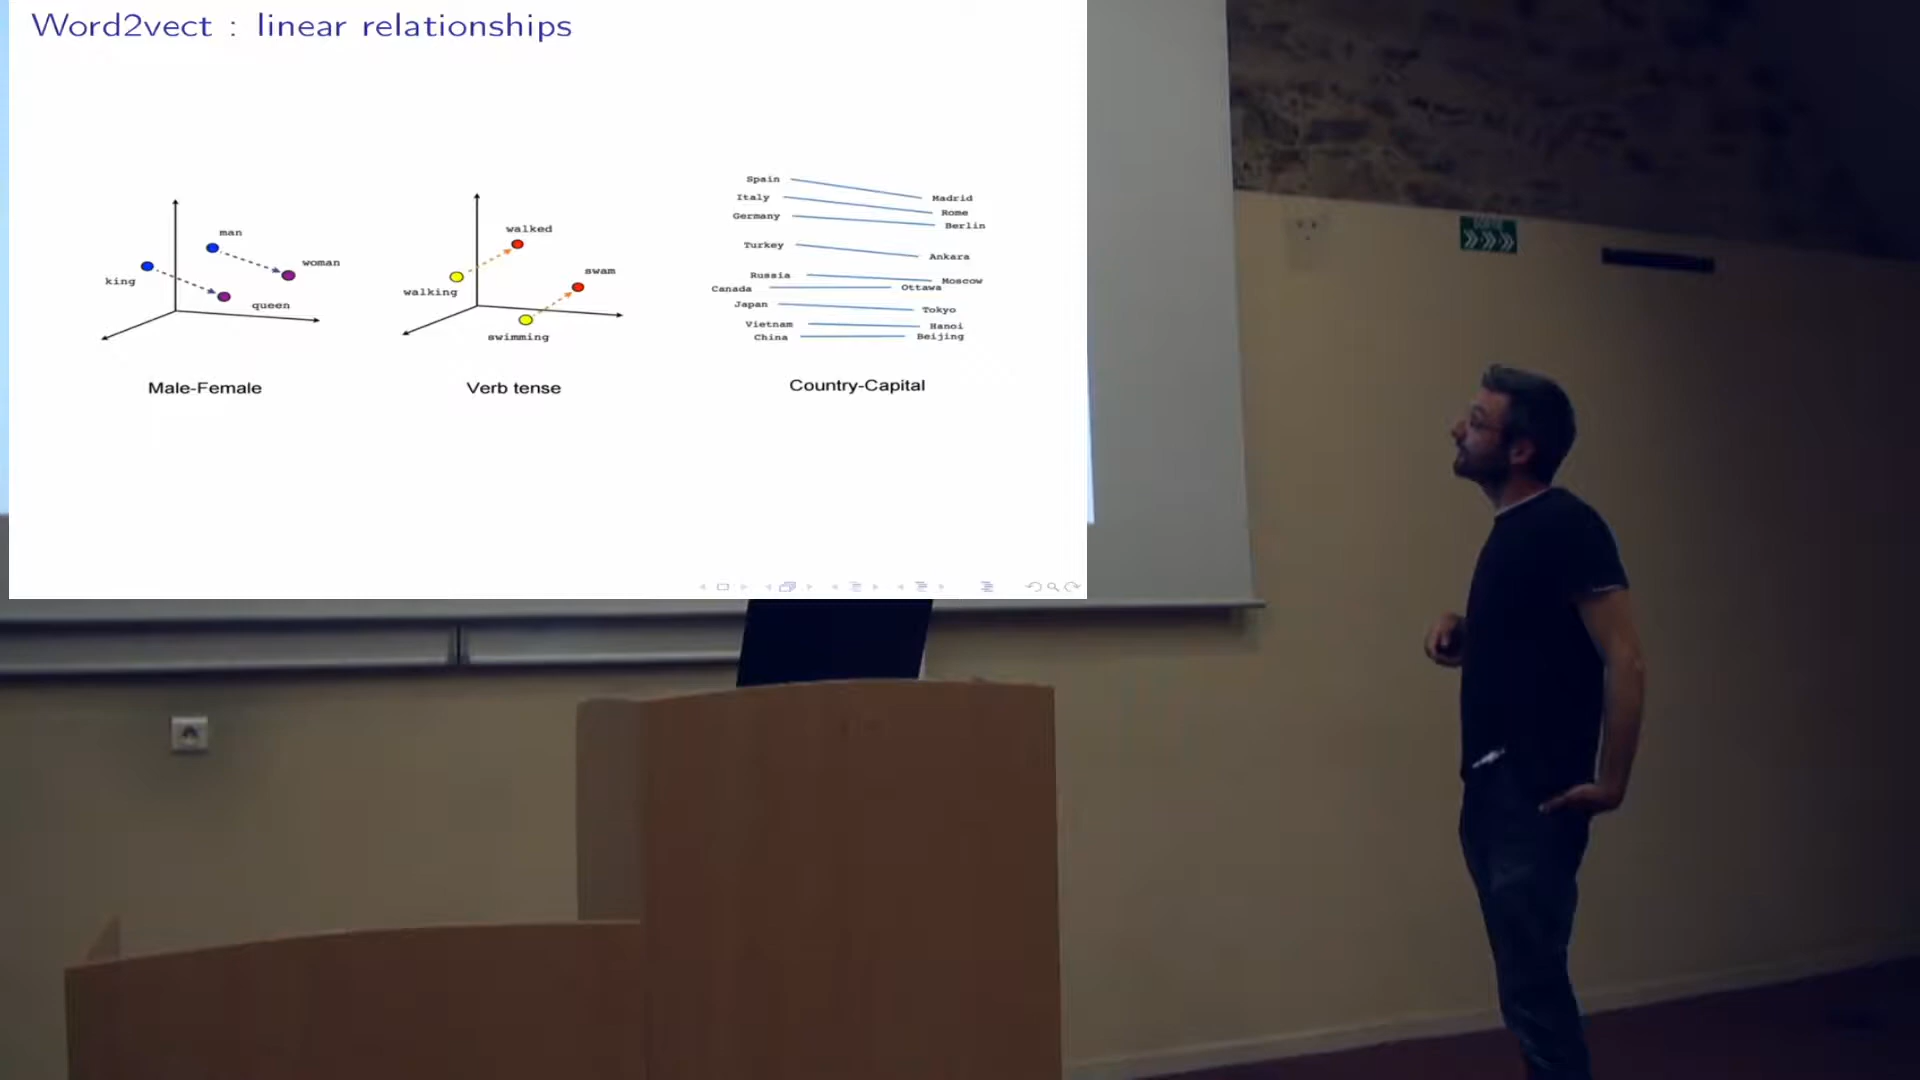 Word2vect : linear relationships
man
woman
king
queen
Male-Female
walked
walking
swam
swimming
Verb tense
Spain
Madrid
Italy
Rome
Germany
Berlin
Turkey
Ankara
Russia
Moscow
Canada
Ottawa
Japan
Tokyo
Vietnam
Hanoi
China
Beijing
Country-Capital